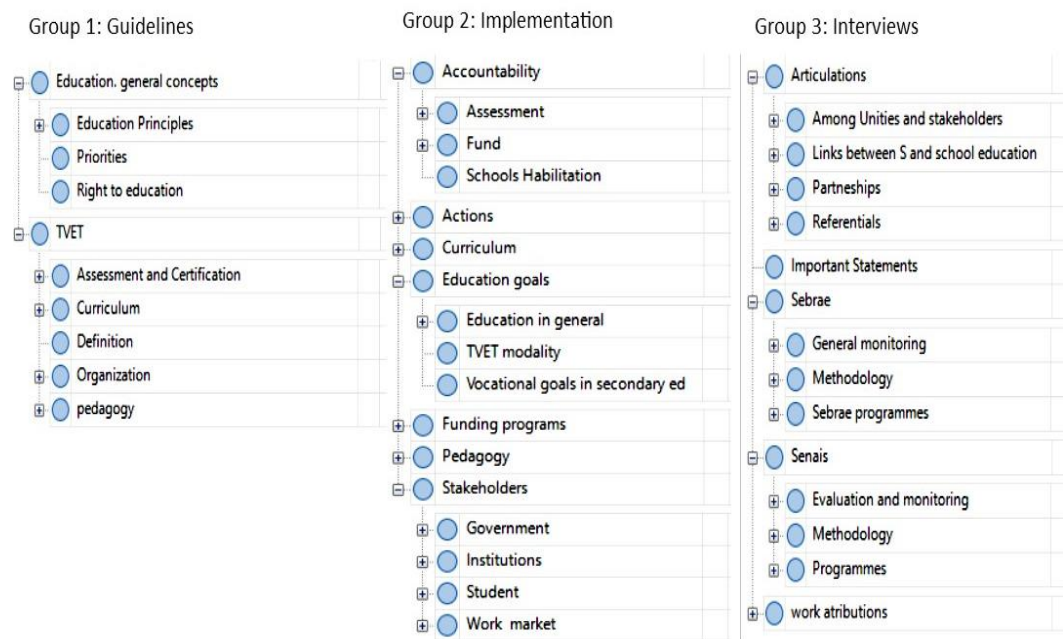 Group 1: Guidelines
Education. general concepts
Education Principles
Priorities
Right to education
TVET
Assessment and Certification
Curriculum
Definition
Organization
pedagogy
Group 2: Implementation
Accountability
Assessment
Fund
Schools Habilitation
Actions
Curriculum
Education goals
Education in general
TVET modality
Vocational goals in secondary ed
Funding programs
Pedagogy
Stakeholders
Government
Institutions
Student
Work market
Group 3: Interviews
Articulations
Among Unities and stakeholders
Links between S and school education
Partneships
Referentials
Important Statements
Sebrae
General monitoring
Methodology
Sebrae programmes
Senais
Evaluation and monitoring
Methodology
Programmes
work atributions